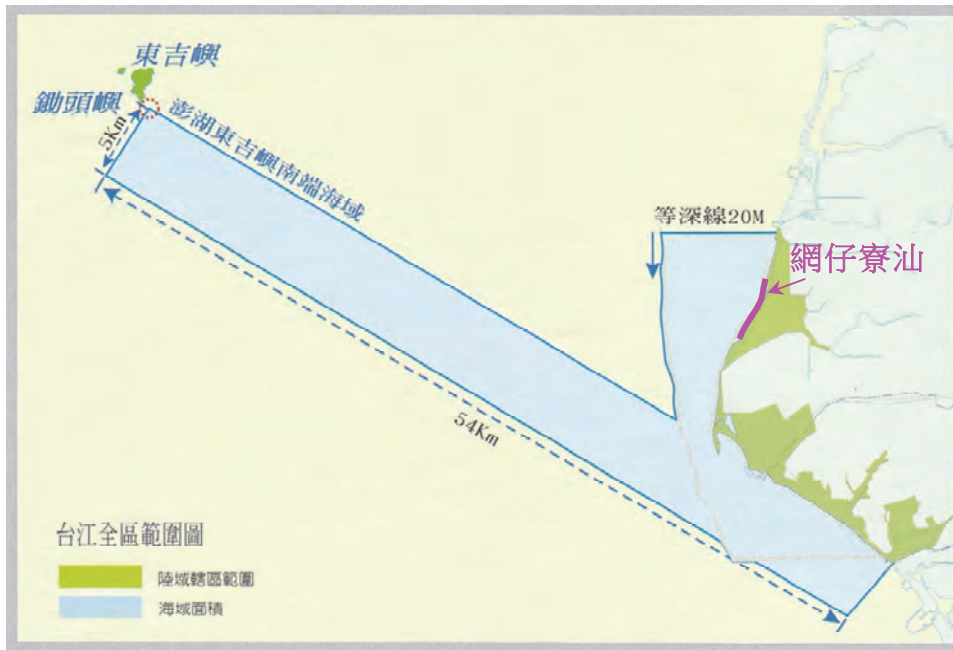 東吉嶼
鋤頭嶼
5Km
澎湖東吉嶼南端海域
等深線20M
網仔寮汕
54Km
台江全區範圍圖
陸域轄區範圍
海域面積